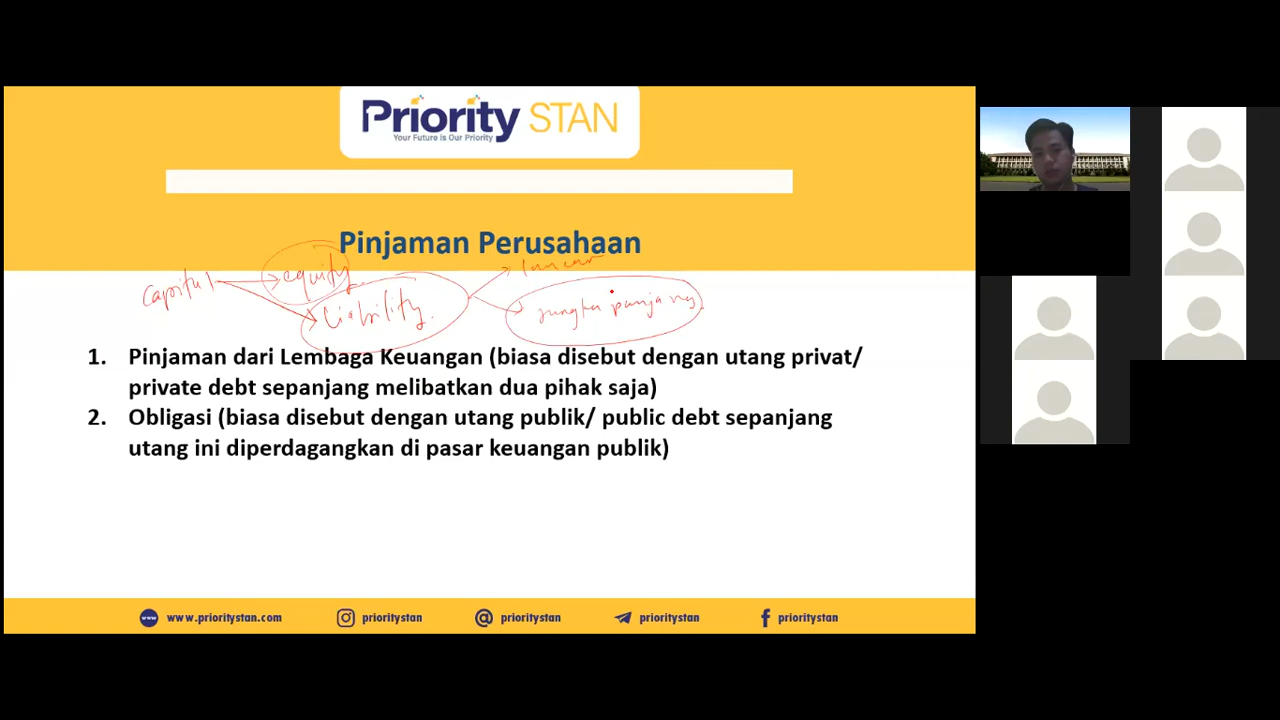 Priority STAN
Your Future is Our Priority
Pinjaman Perusahaan
capital
equity
lancar
Liability
jangka panjang
1. Pinjaman dari Lembaga Keuangan (biasa disebut dengan utang privat/
private debt sepanjang melibatkan dua pihak saja)
2. Obligasi (biasa disebut dengan utang publik/ public debt sepanjang
utang ini diperdagangkan di pasar keuangan publik)
www www.prioritystan.com prioritystan prioritystan prioritystan prioritystan